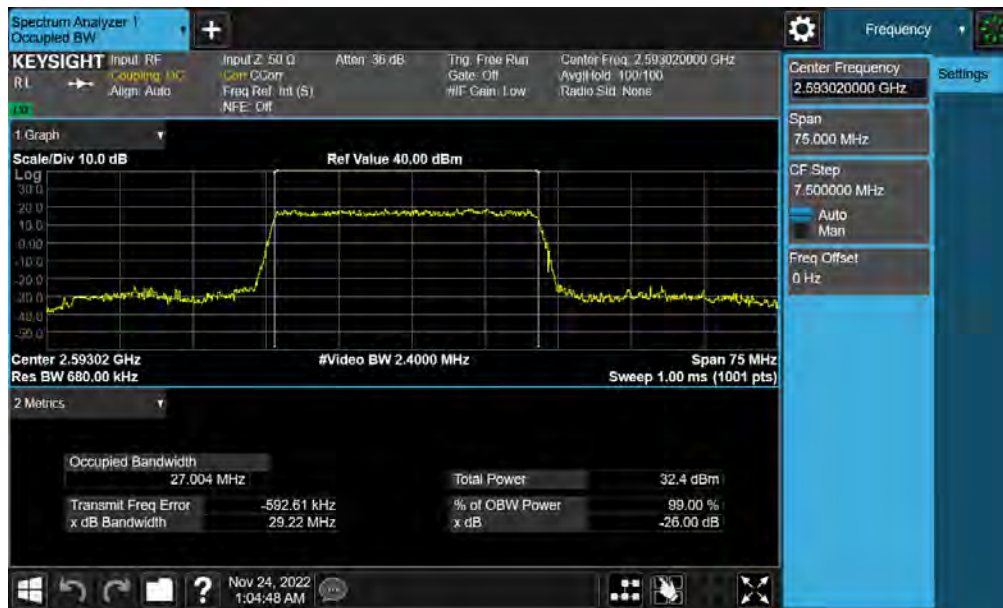 Spectrum Analyzer 1
Occupied BW
Frequency
KEYSIGHT Input: RF Input Z: 50 Ω Atten: 36 dB Trig: Free Run Center Freq: 2.593020000 GHz
RL Coupling: DC Corr CCorr Gate: Off Avg|Hold: 100/100
Align: Auto Freq Ref: Int (S) #IF Gain: Low Radio Std: None
NFE: Off
Center Frequency
2.593020000 GHz
Settings
Span
75.000 MHz
CF Step
7.500000 MHz
Auto
Man
Freq Offset
0 Hz
1 Graph
Scale/Div 10.0 dB Ref Value 40.00 dBm
Log
30.0
20.0
10.0
0.00
-10.0
-20.0
-30.0
-40.0
-50.0
Center 2.59302 GHz #Video BW 2.4000 MHz Span 75 MHz
Res BW 680.00 kHz Sweep 1.00 ms (1001 pts)
2 Metrics
Occupied Bandwidth
27.004 MHz Total Power 32.4 dBm
Transmit Freq Error -592.61 kHz % of OBW Power 99.00 %
x dB Bandwidth 29.22 MHz x dB -26.00 dB
Nov 24, 2022
1:04:48 AM